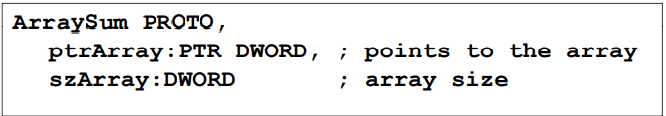 ArraySum PROTO,
ptrArray:PTR DWORD, ; points to the array
szArray:DWORD ; array size